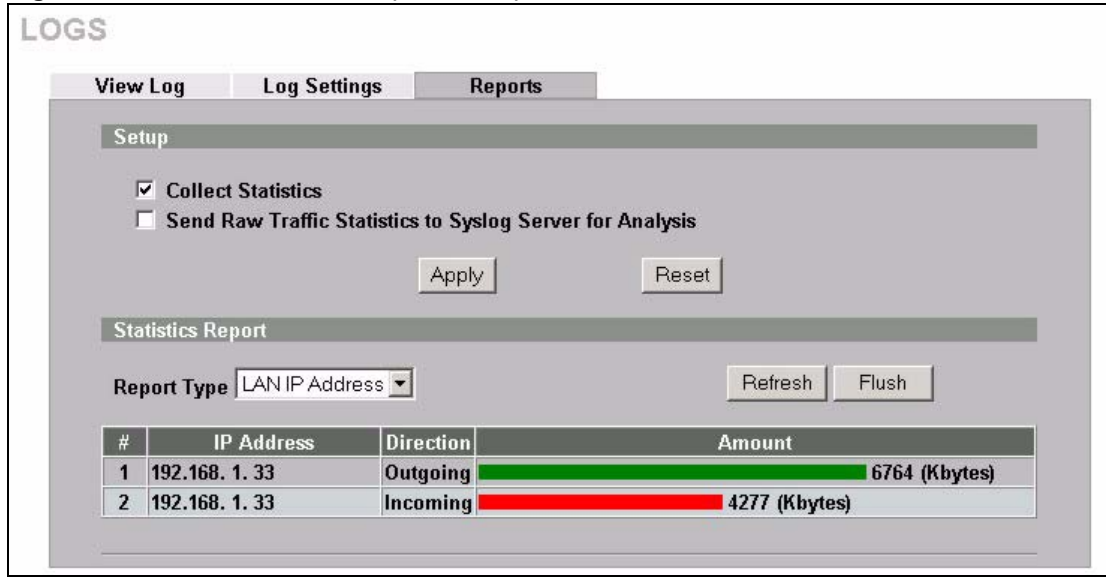 LOGS
View Log Log Settings Reports
Setup
Collect Statistics
Send Raw Traffic Statistics to Syslog Server for Analysis
Apply Reset
Statistics Report
Report Type LAN IP Address Refresh Flush
# IP Address Direction Amount
1 192.168. 1. 33 Outgoing 6764 (Kbytes)
2 192.168. 1. 33 Incoming 4277 (Kbytes)